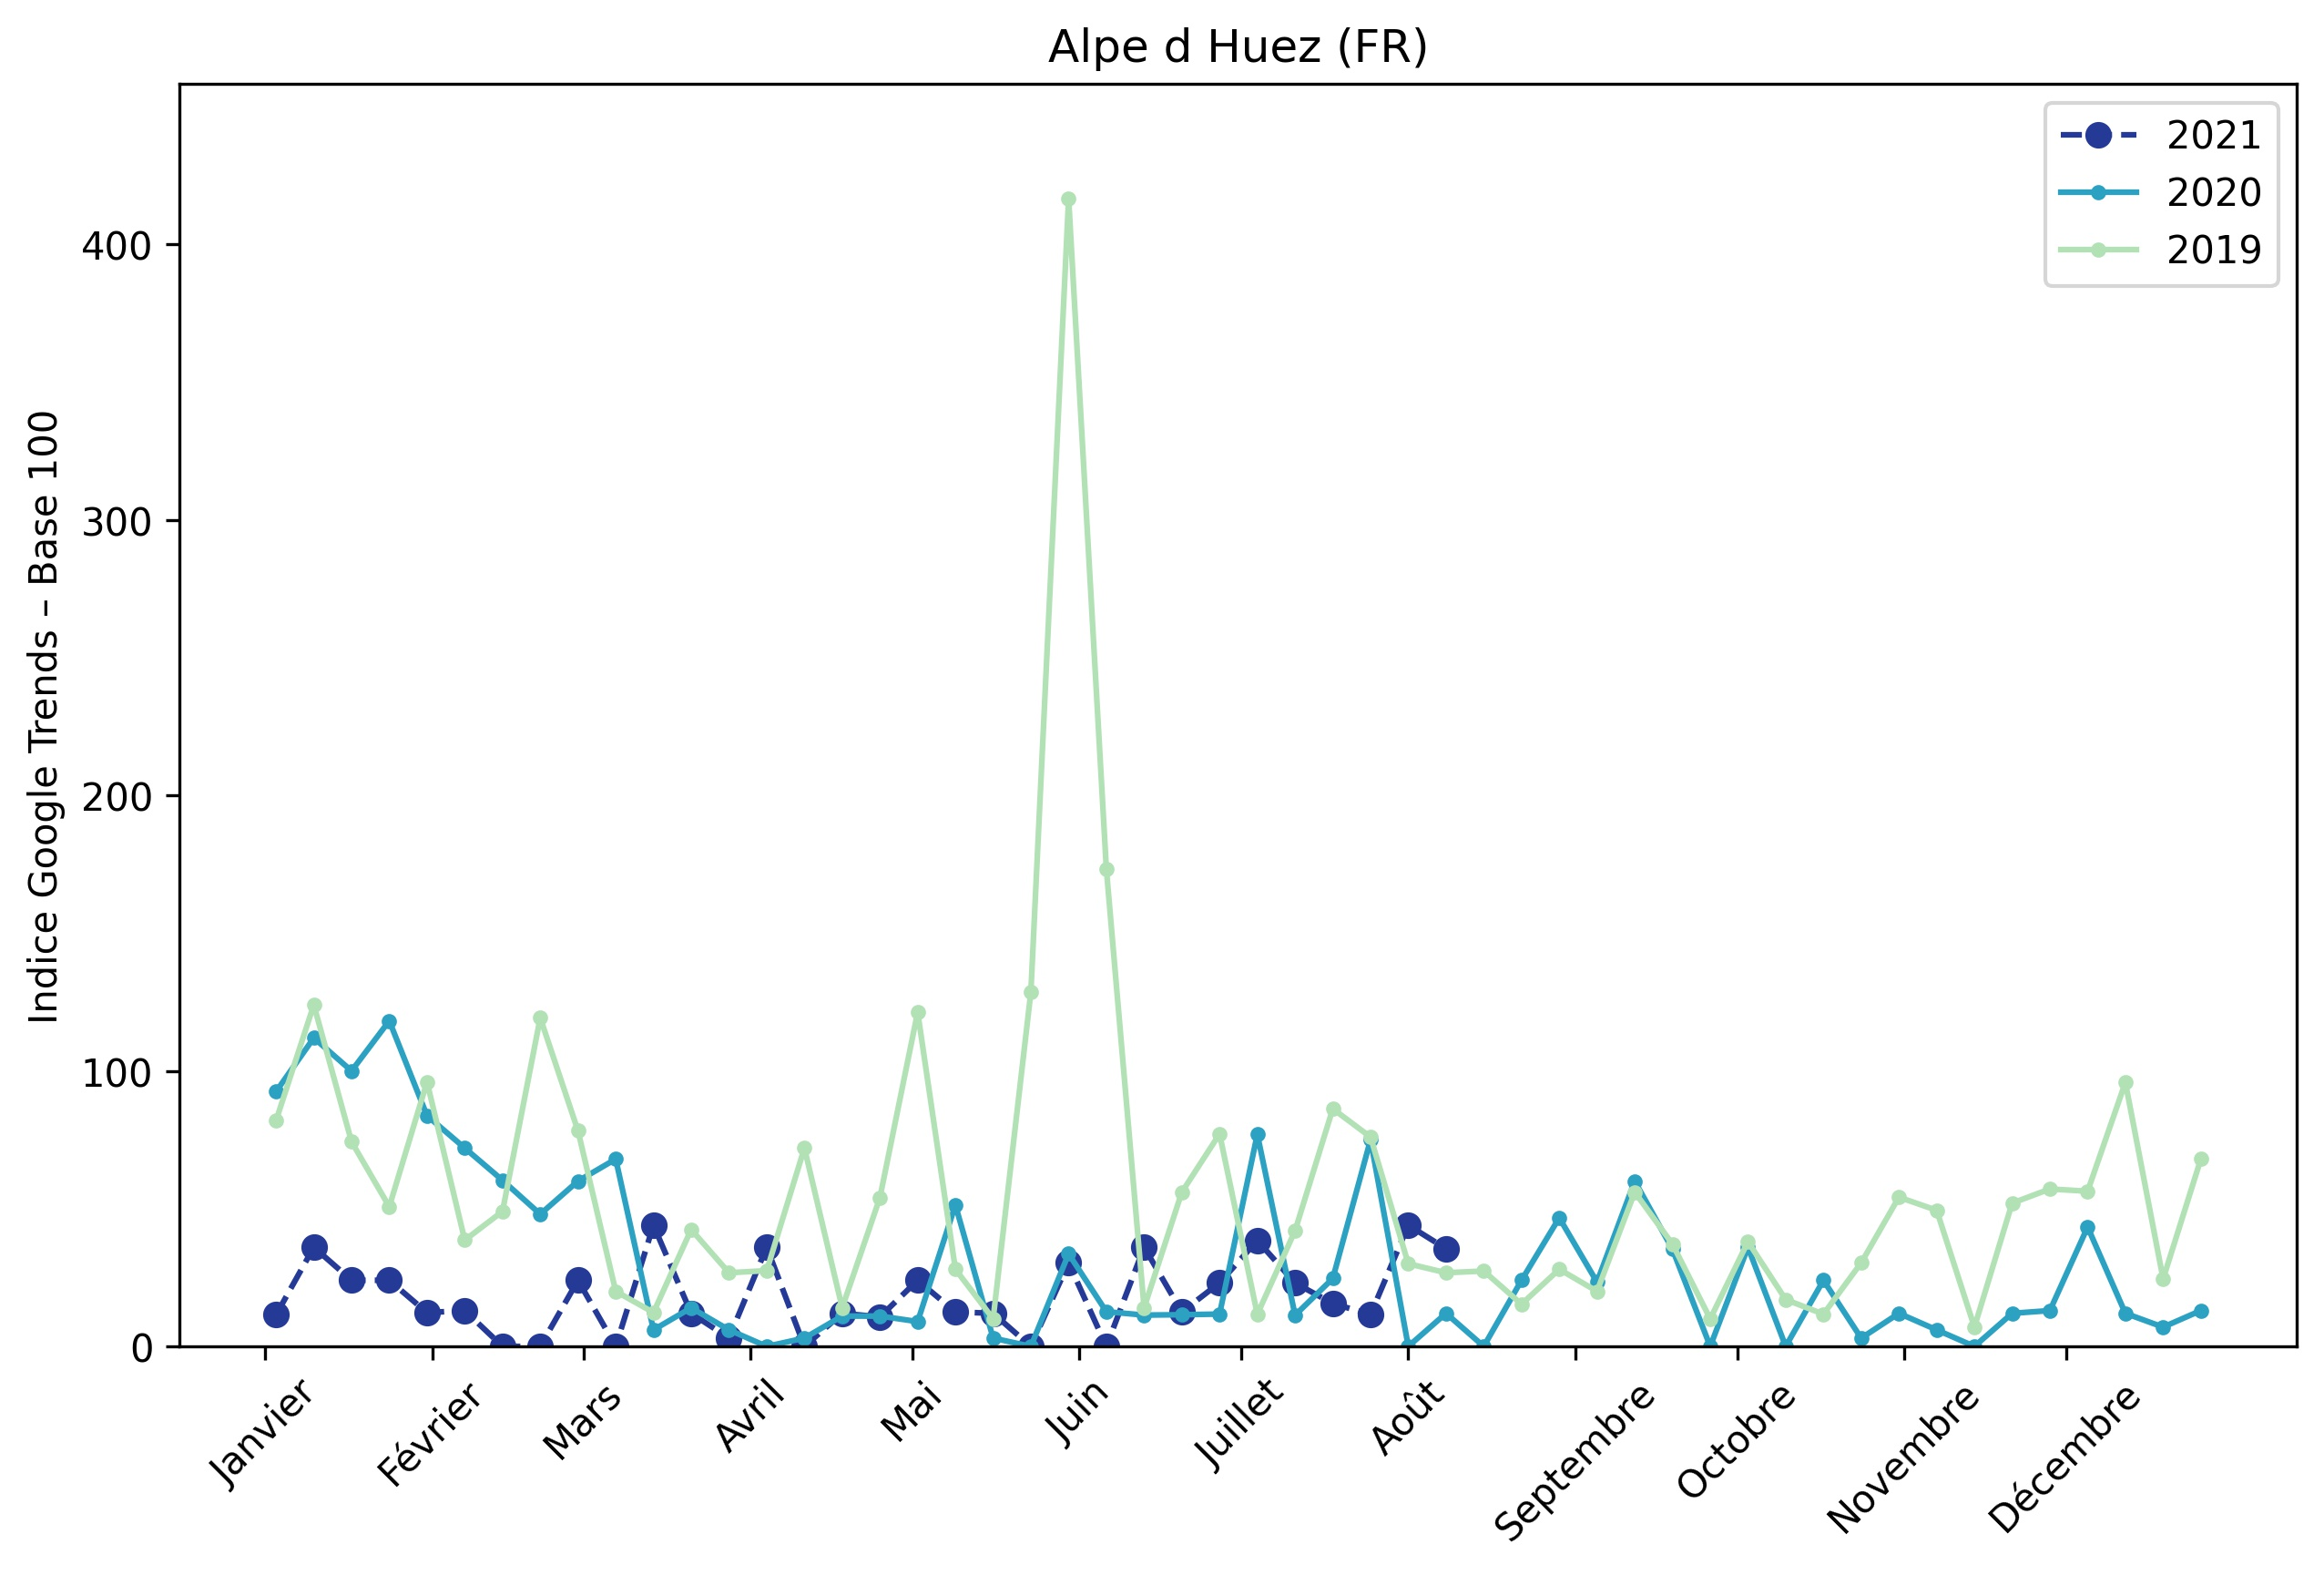 Alpe d Huez (FR)
2021
2020
2019
Indice Google Trends – Base 100
400
300
200
100
0
Janvier
Février
Mars
Avril
Mai
Juin
Juillet
Août
Septembre
Octobre
Novembre
Décembre